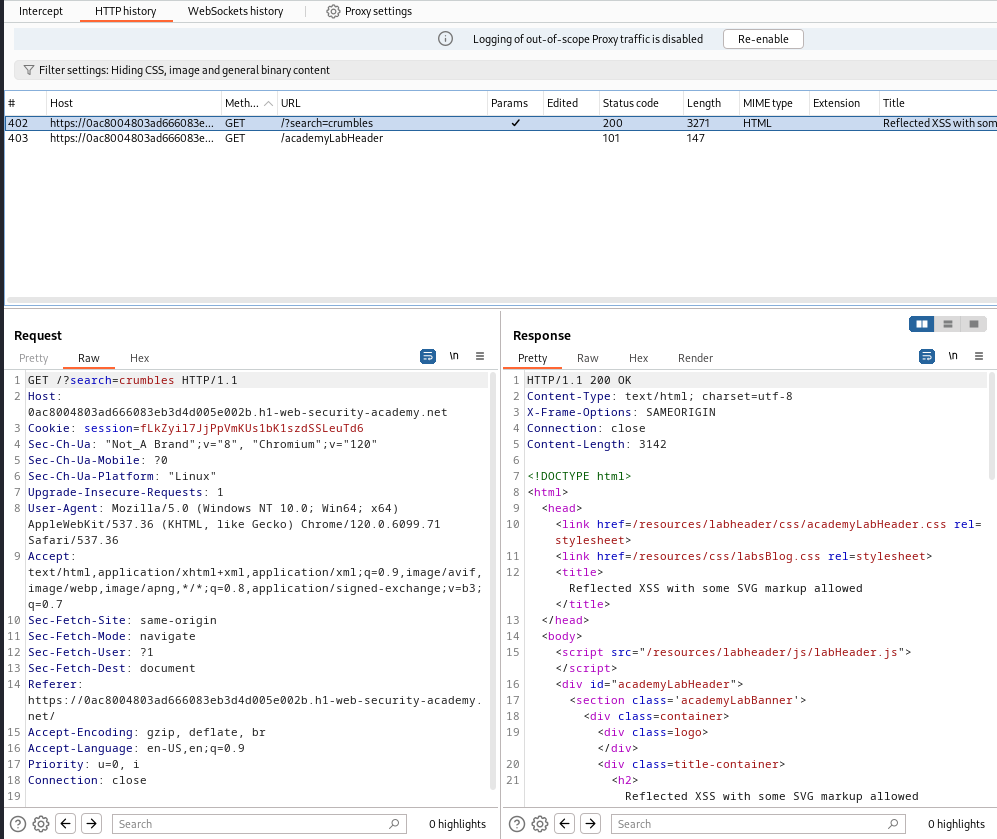 Intercept HTTP history WebSockets history Proxy settings
Logging of out-of-scope Proxy traffic is disabled Re-enable
Filter settings: Hiding CSS, image and general binary content
# Host Meth... URL Params Edited Status code Length MIME type Extension Title
402 https://0ac8004803ad666083e... GET /?search=crumbles ✓ 200 3271 HTML Reflected XSS with som
403 https://0ac8004803ad666083e... GET /academyLabHeader 101 147
Request
Pretty Raw Hex \n
1 GET /?search=crumbles HTTP/1.1
2 Host:
0ac8004803ad666083eb3d4d005e002b.h1-web-security-academy.net
3 Cookie: session=fLkZyil7JjPpVmKUs1bK1szdSSLeuTd6
4 Sec-Ch-Ua: "Not_A Brand";v="8", "Chromium";v="120"
5 Sec-Ch-Ua-Mobile: ?0
6 Sec-Ch-Ua-Platform: "Linux"
7 Upgrade-Insecure-Requests: 1
8 User-Agent: Mozilla/5.0 (Windows NT 10.0; Win64; x64)
AppleWebKit/537.36 (KHTML, like Gecko) Chrome/120.0.6099.71
Safari/537.36
9 Accept:
text/html,application/xhtml+xml,application/xml;q=0.9,image/avif,
image/webp,image/apng,*/*;q=0.8,application/signed-exchange;v=b3;
q=0.7
10 Sec-Fetch-Site: same-origin
11 Sec-Fetch-Mode: navigate
12 Sec-Fetch-User: ?1
13 Sec-Fetch-Dest: document
14 Referer:
https://0ac8004803ad666083eb3d4d005e002b.h1-web-security-academy.
net/
15 Accept-Encoding: gzip, deflate, br
16 Accept-Language: en-US,en;q=0.9
17 Priority: u=0, i
18 Connection: close
19
Search 0 highlights
Response
Pretty Raw Hex Render \n
1 HTTP/1.1 200 OK
2 Content-Type: text/html; charset=utf-8
3 X-Frame-Options: SAMEORIGIN
4 Connection: close
5 Content-Length: 3142
6
7 <!DOCTYPE html>
8 <html>
9 <head>
10 <link href=/resources/labheader/css/academyLabHeader.css rel=
stylesheet>
11 <link href=/resources/css/labsBlog.css rel=stylesheet>
12 <title>
Reflected XSS with some SVG markup allowed
</title>
13 </head>
14 <body>
15 <script src="/resources/labheader/js/labHeader.js">
</script>
16 <div id="academyLabHeader">
17 <section class='academyLabBanner'>
18 <div class=container>
19 <div class=logo>
</div>
20 <div class=title-container>
21 <h2>
Reflected XSS with some SVG markup allowed
Search 0 highlights